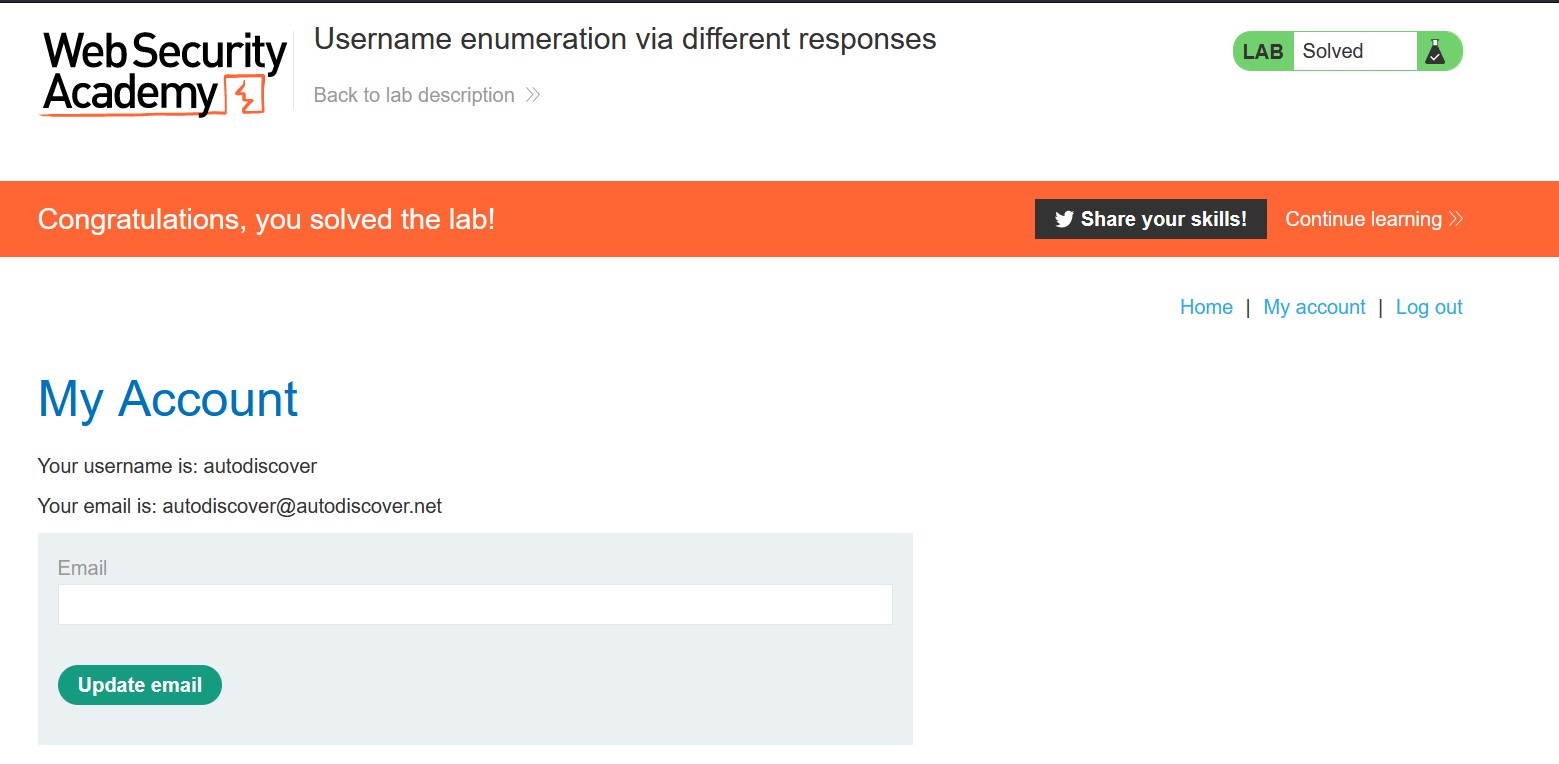 Web Security
Academy
Username enumeration via different responses
Back to lab description
LAB Solved
Congratulations, you solved the lab!
Share your skills! Continue learning
Home | My account | Log out
My Account
Your username is: autodiscover
Your email is: autodiscover@autodiscover.net
Email
Update email